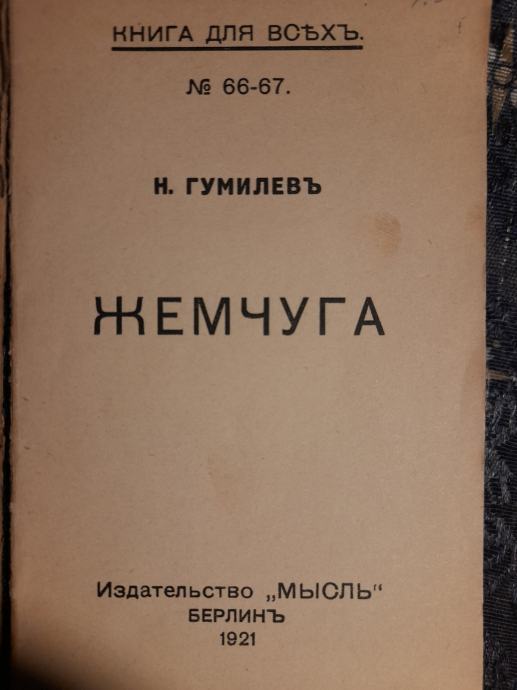 КНИГА ДЛЯ ВСѢХЪ.
№ 66-67.
Н. ГУМИЛЕВЪ
ЖЕМЧУГА
Издательство „МЫСЛЬ“
БЕРЛИНЪ
1921